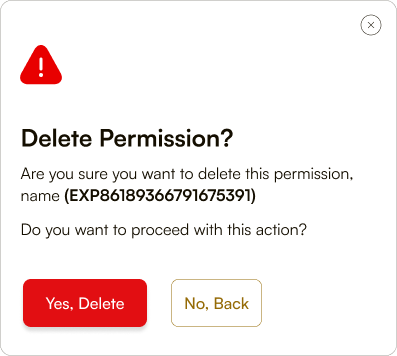 Delete Permission?
Are you sure you want to delete this permission,
name (EXP86189366791675391)
Do you want to proceed with this action?
Yes, Delete
No, Back